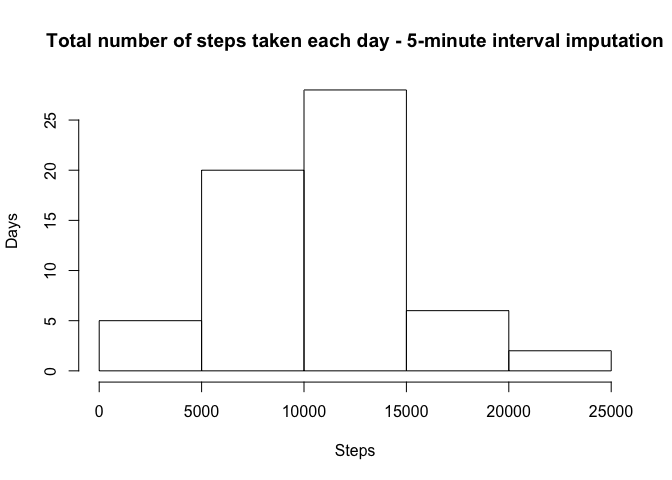 Total number of steps taken each day - 5-minute interval imputation
Days
25
20
15
10
5
0
0 5000 10000 15000 20000 25000
Steps